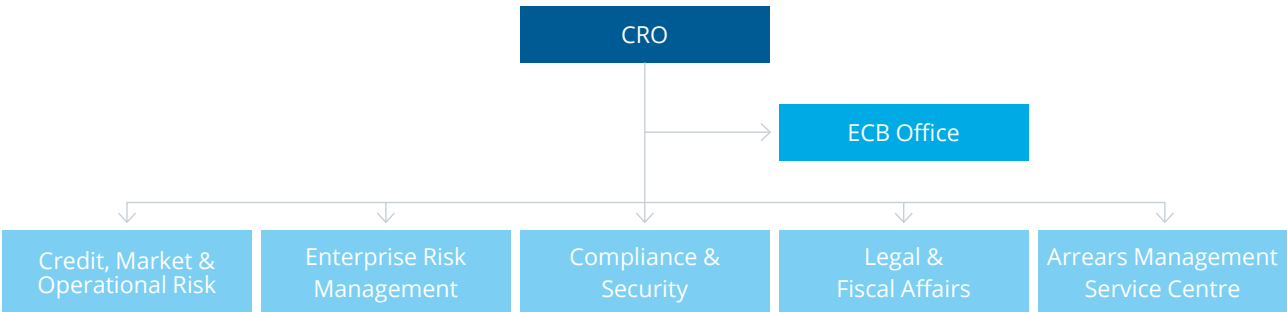 CRO
ECB Office
Credit, Market &
Operational Risk
Enterprise Risk
Management
Compliance &
Security
Legal &
Fiscal Affairs
Arrears Management
Service Centre